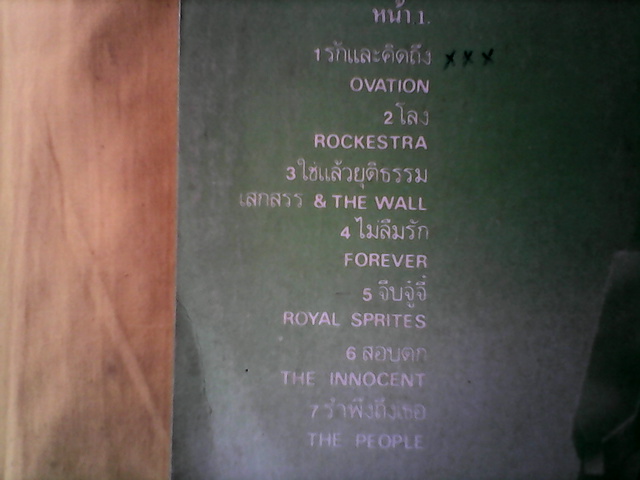 หน้า 1.
1 รักและคิดถึง xxx
OVATION
2 โลง
ROCKESTRA
3 ใช่แล้วยุติธรรม
เสกสรร & THE WALL
4 ไม่ลืมรัก
FOREVER
5 จีบจู๋จี๋
ROYAL SPRITES
6 สอบตก
THE INNOCENT
7 รำพึงถึงเธอ
THE PEOPLE